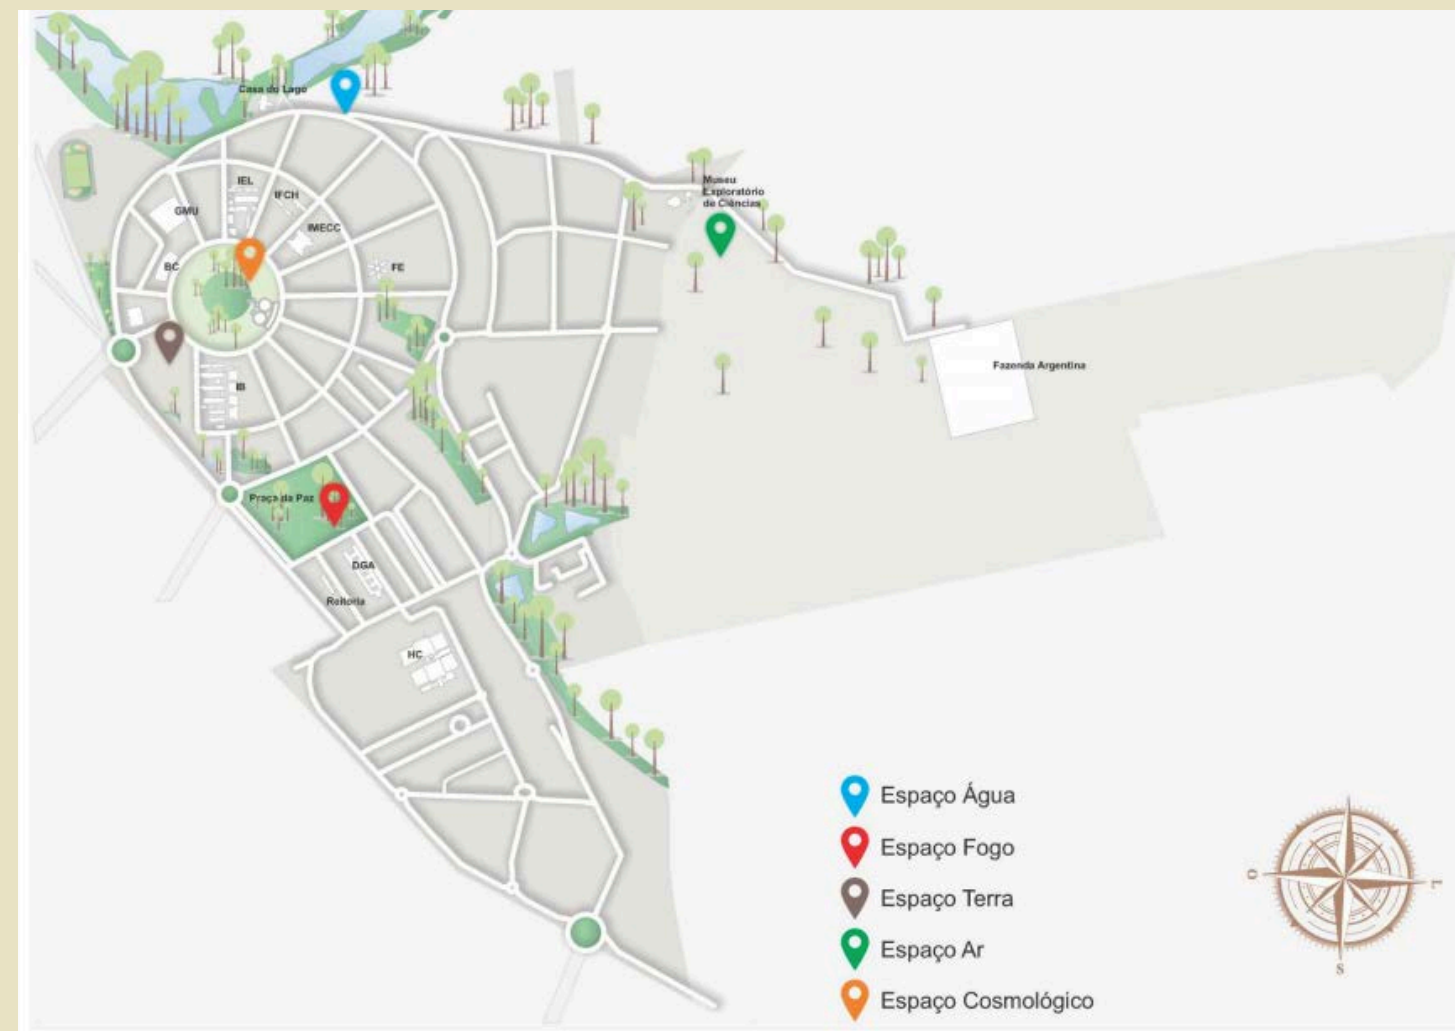 Casa do Lago
IEL
IFCH
GMU
IMECC
BC
FE
IB
Museu
Exploratório
de Ciências
Fazenda Argentina
Praça da Paz
DGA
Reitoria
HC
Espaço Água
Espaço Fogo
Espaço Terra
Espaço Ar
Espaço Cosmológico
O
L
S